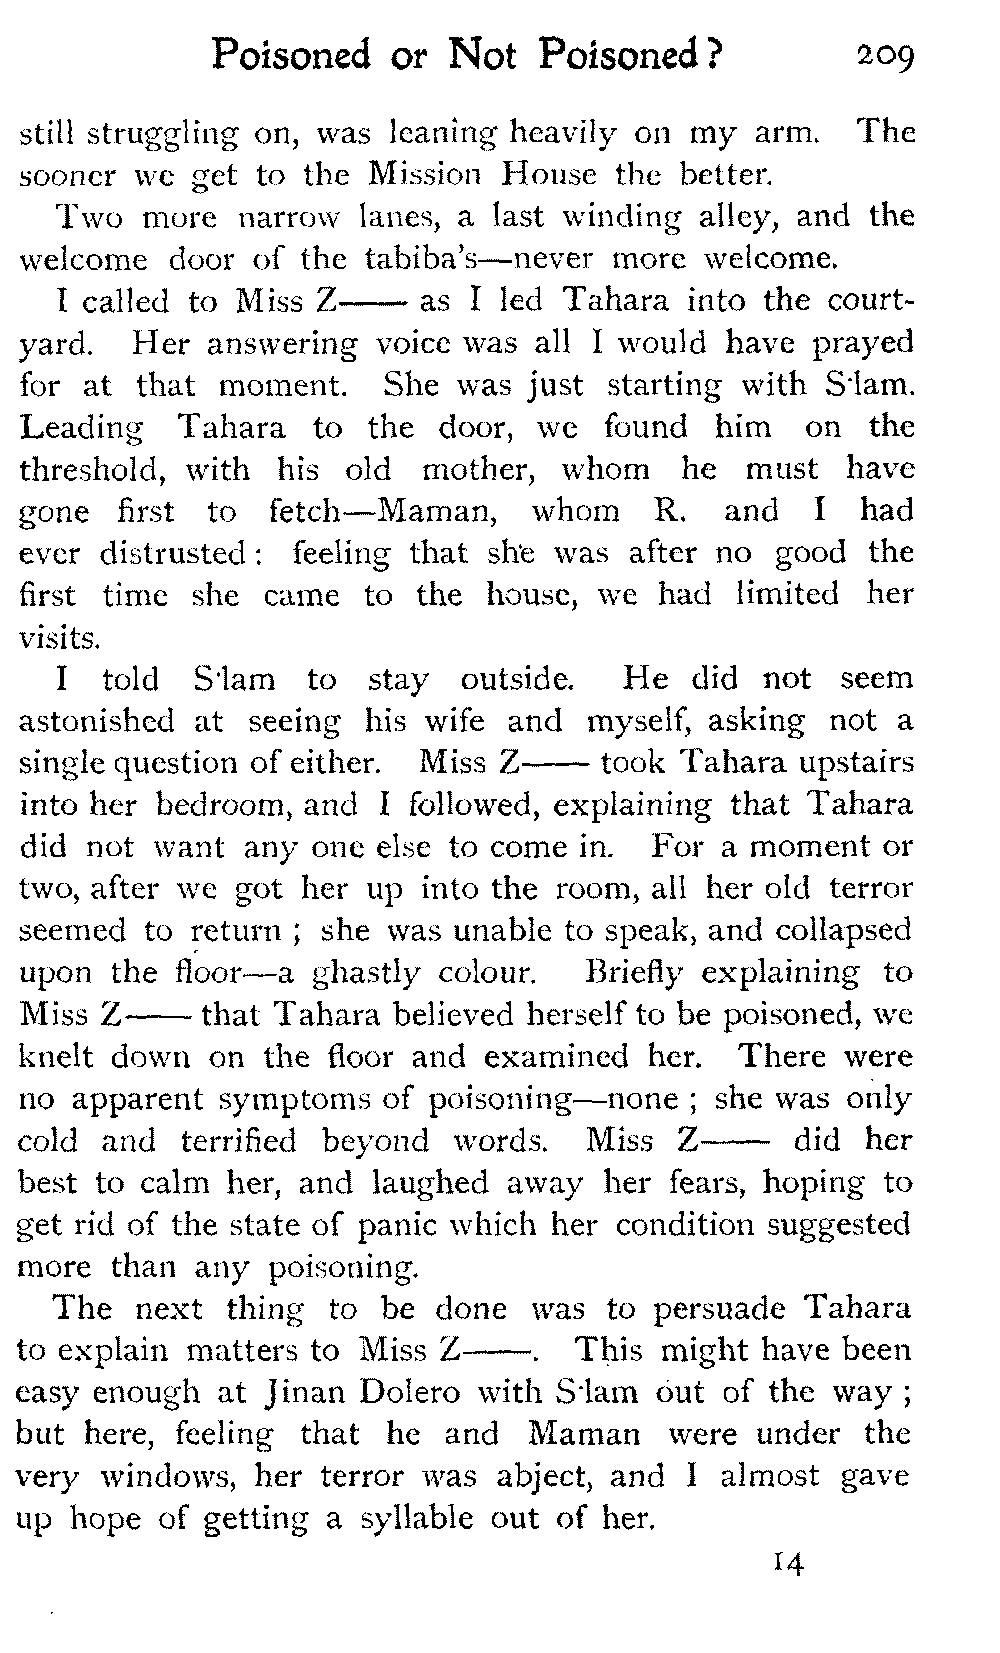 Poisoned or Not Poisoned? 209
still struggling on, was leaning heavily on my arm. The
sooner we get to the Mission House the better.
Two more narrow lanes, a last winding alley, and the
welcome door of the tabiba's—never more welcome.
I called to Miss Z—— as I led Tahara into the court-
yard. Her answering voice was all I would have prayed
for at that moment. She was just starting with S·lam.
Leading Tahara to the door, we found him on the
threshold, with his old mother, whom he must have
gone first to fetch—Maman, whom R. and I had
ever distrusted: feeling that she was after no good the
first time she came to the house, we had limited her
visits.
I told S·lam to stay outside. He did not seem
astonished at seeing his wife and myself, asking not a
single question of either. Miss Z—— took Tahara upstairs
into her bedroom, and I followed, explaining that Tahara
did not want any one else to come in. For a moment or
two, after we got her up into the room, all her old terror
seemed to return; she was unable to speak, and collapsed
upon the floor—a ghastly colour. Briefly explaining to
Miss Z—— that Tahara believed herself to be poisoned, we
knelt down on the floor and examined her. There were
no apparent symptoms of poisoning—none; she was only
cold and terrified beyond words. Miss Z—— did her
best to calm her, and laughed away her fears, hoping to
get rid of the state of panic which her condition suggested
more than any poisoning.
The next thing to be done was to persuade Tahara
to explain matters to Miss Z——. This might have been
easy enough at Jinan Dolero with S·lam out of the way;
but here, feeling that he and Maman were under the
very windows, her terror was abject, and I almost gave
up hope of getting a syllable out of her.
14